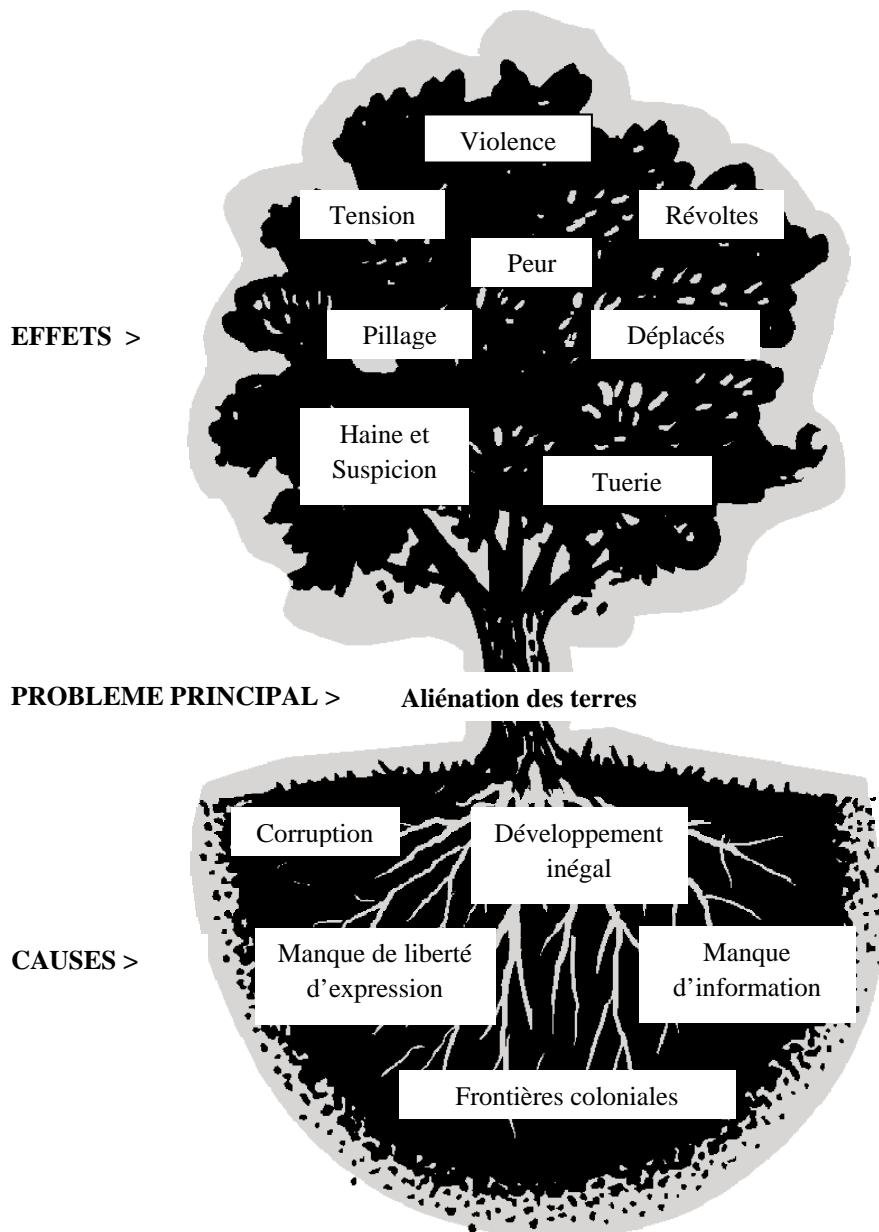 Violence
Tension
Révoltes
Peur
EFFETS >
Pillage
Déplacés
Haine et
Suspicion
Tuerie
PROBLEME PRINCIPAL >
Aliénation des terres
Corruption
Développement
inégal
CAUSES >
Manque de liberté
d’expression
Manque
d’information
Frontières coloniales